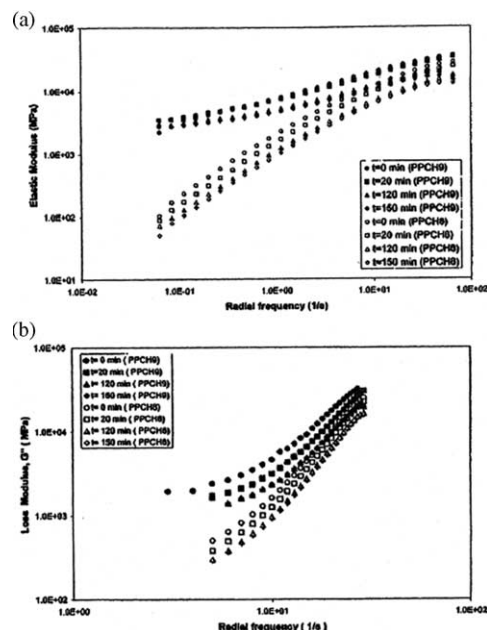 (a)
1.0E+05
1.0E+04
1.0E+03
1.0E+02
1.0E+01
Elastic Modulus (MPa)
t=0 min (PPCH9)
t=20 min (PPCH9)
t=120 min (PPCH9)
t=160 min (PPCH9)
t=0 min (PPCH8)
t=20 min (PPCH8)
t=120 min (PPCH8)
t=150 min (PPCH8)
1.0E-02 1.0E-01 1.0E+00 1.0E+01 1.0E+02
Radial frequency (1/s)
(b)
1.0E+05
1.0E+04
1.0E+03
1.0E+02
Loss Modulus, G" (MPa)
t= 0 min (PPCH9)
t= 20 min (PPCH9)
t= 120 min (PPCH9)
t= 160 min (PPCH9)
t= 0 min (PPCH8)
t= 20 min (PPCH8)
t= 120 min (PPCH8)
t= 150 min (PPCH8)
1.0E+00 1.0E+01 1.0E+02
Radial frequency (1/s)